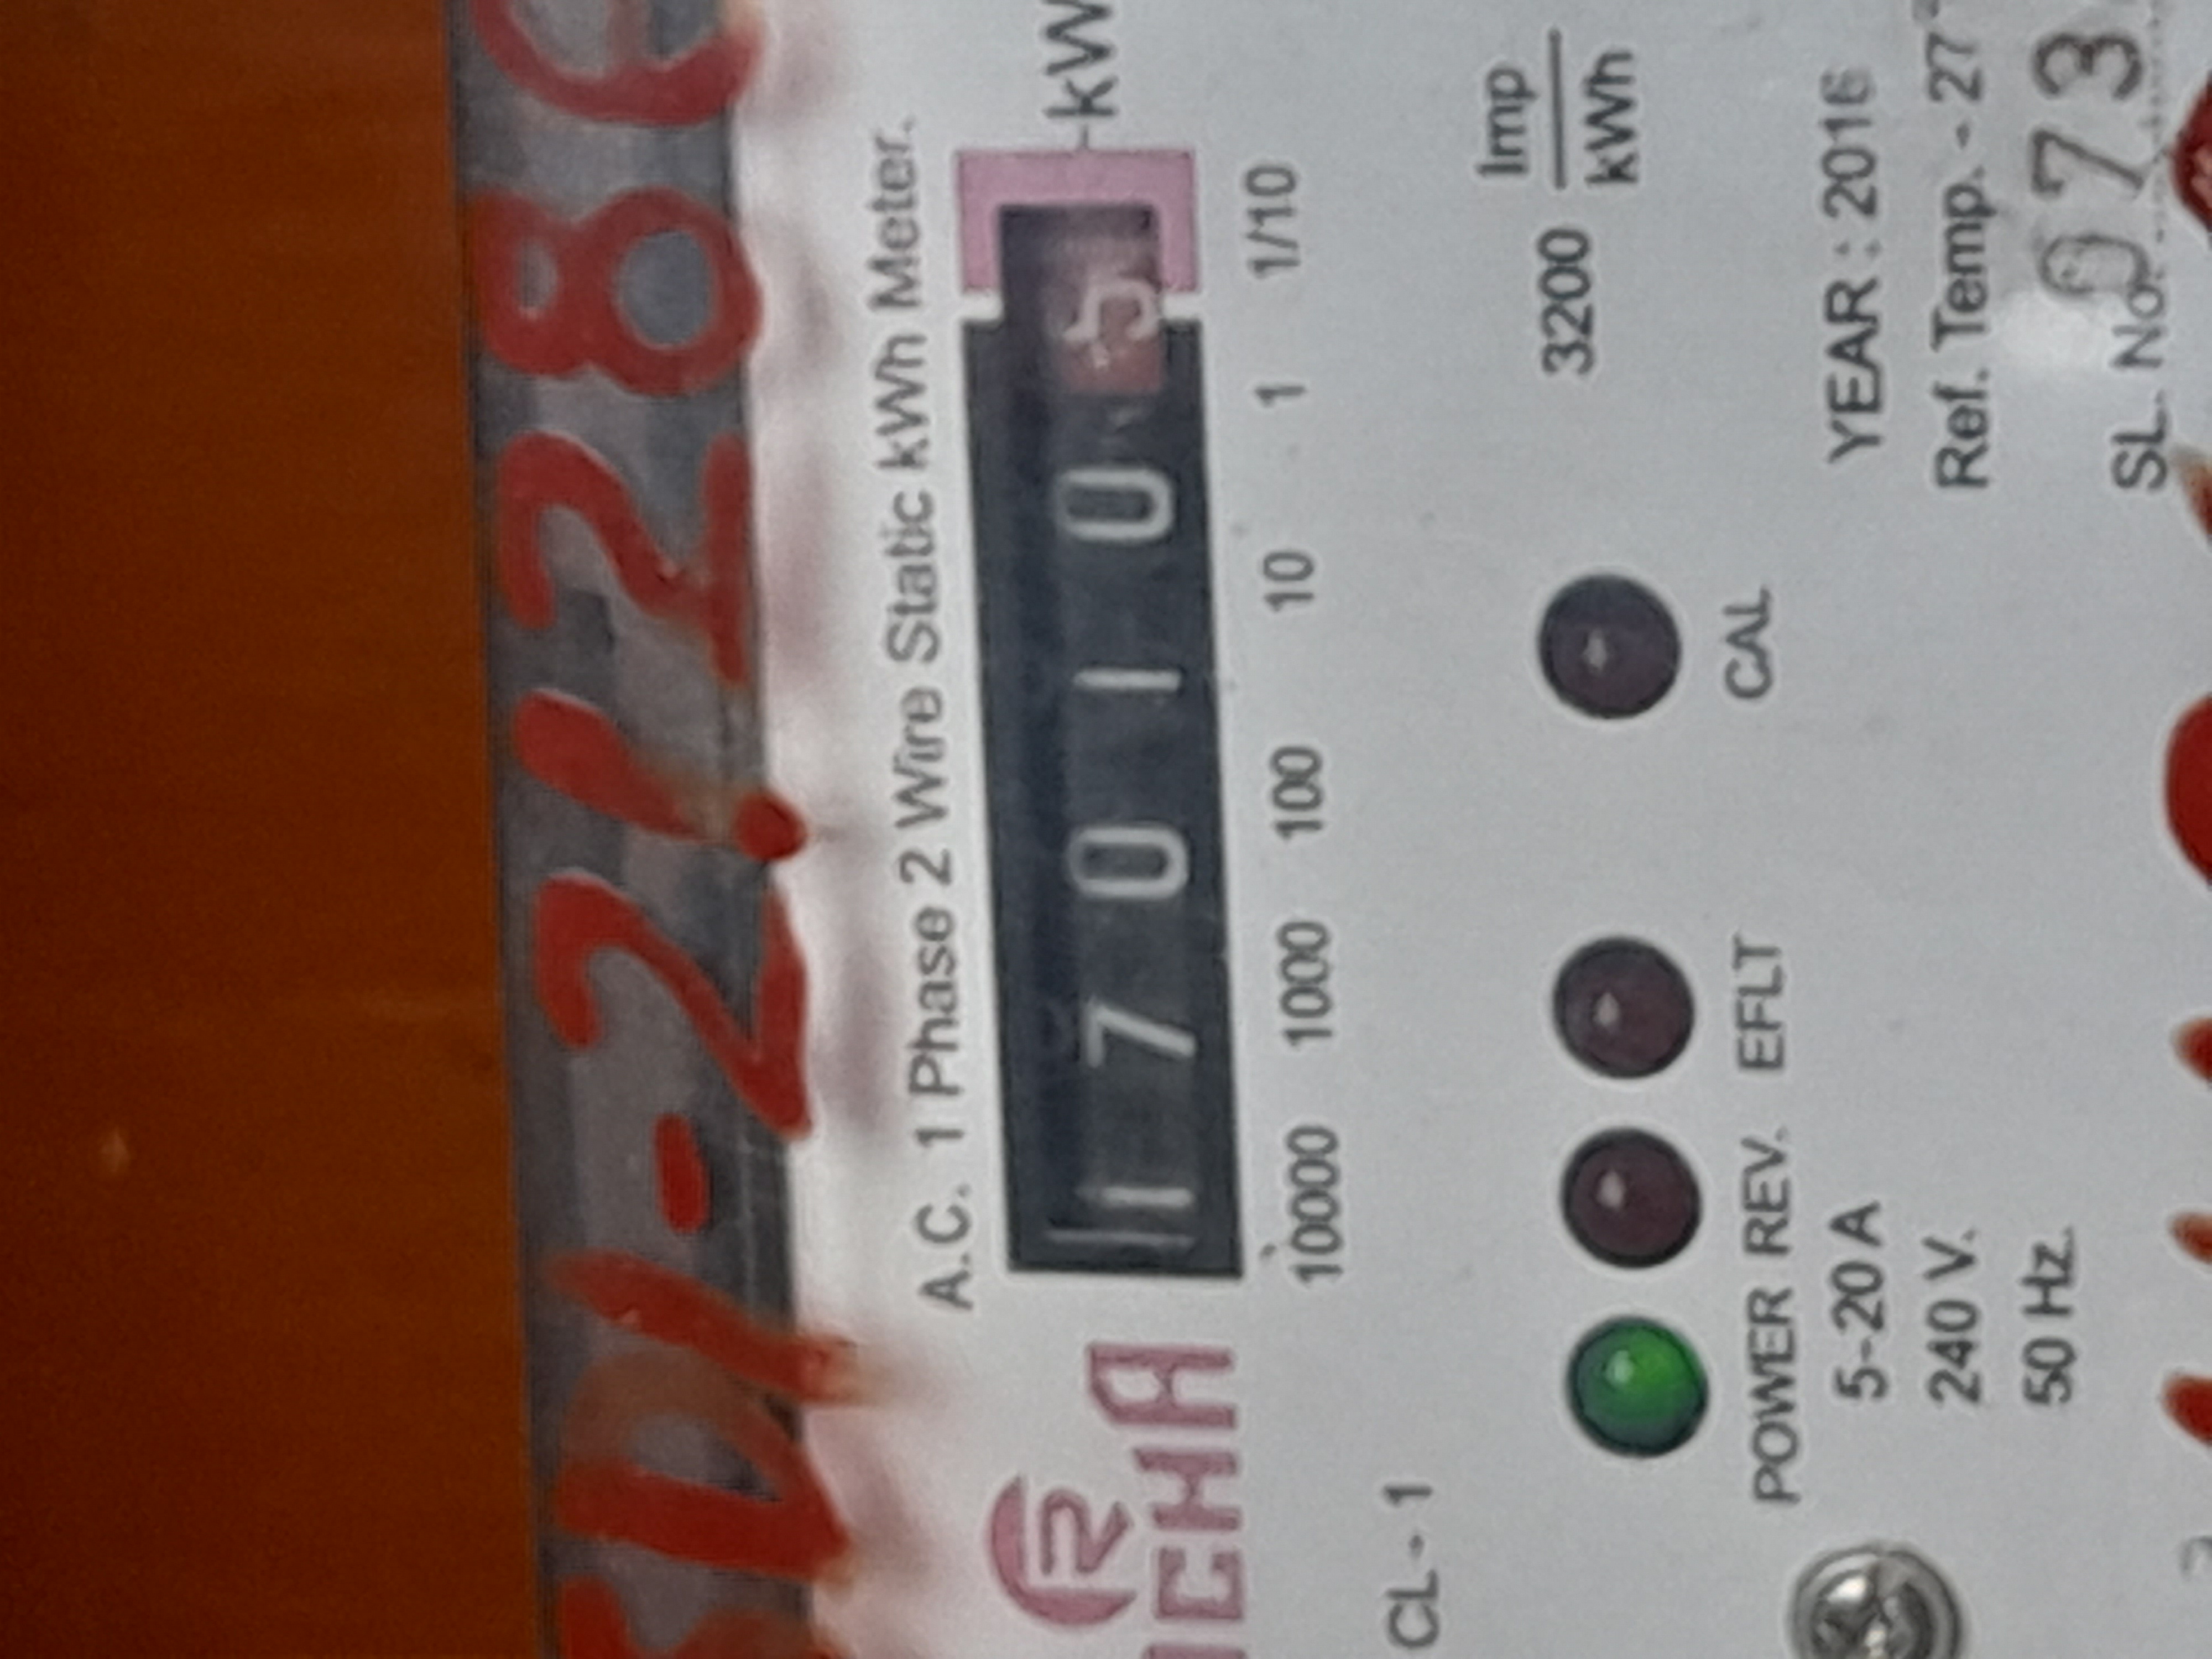 A.C. 1 Phase 2 Wire Static kWh Meter.
1 7 0 1 0 5
10000 1000 100 10 1 1/10
CL - 1
3200 Imp
kWh
POWER REV. EFLT CAL
5-20 A
YEAR : 2016
240 V.
Ref. Temp. - 27
50 Hz.
SL. No. 073